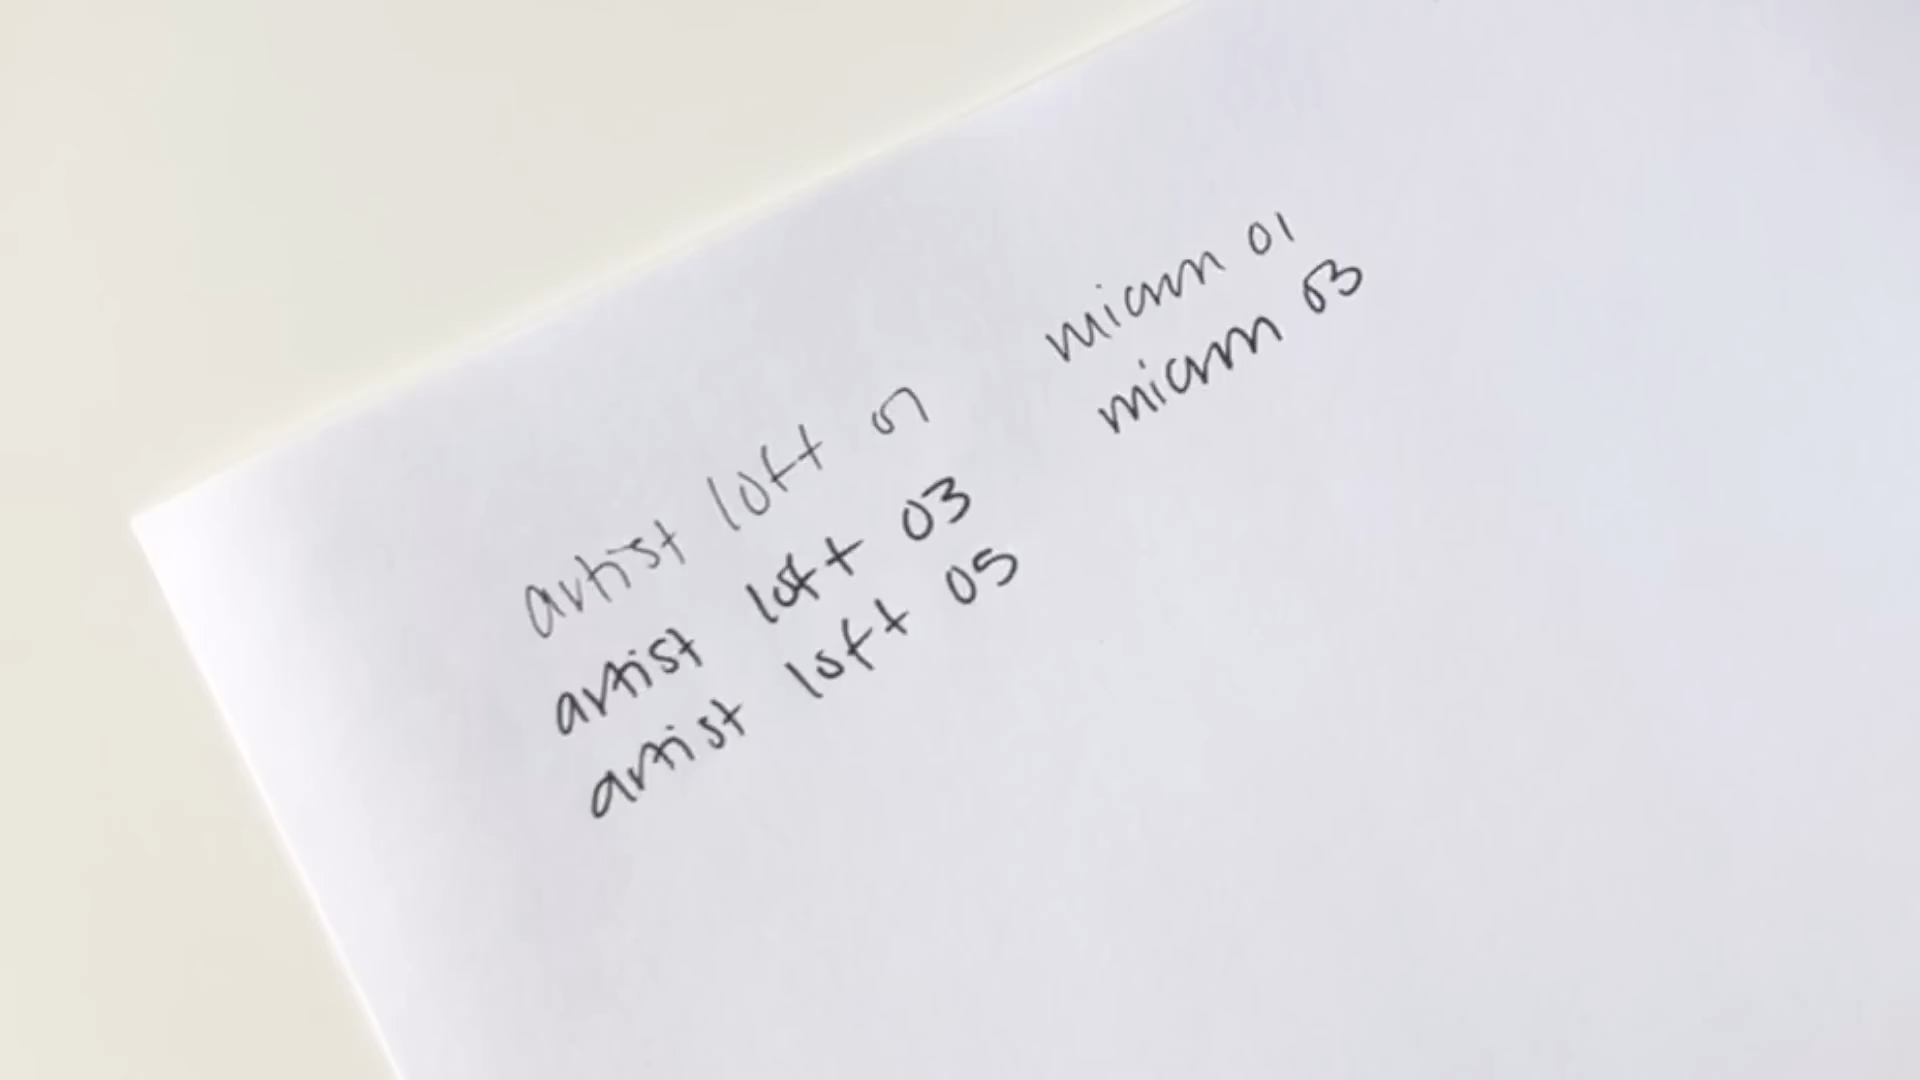 artist loft 01
artist loft 03
artist loft 05
micron 01
micron 03